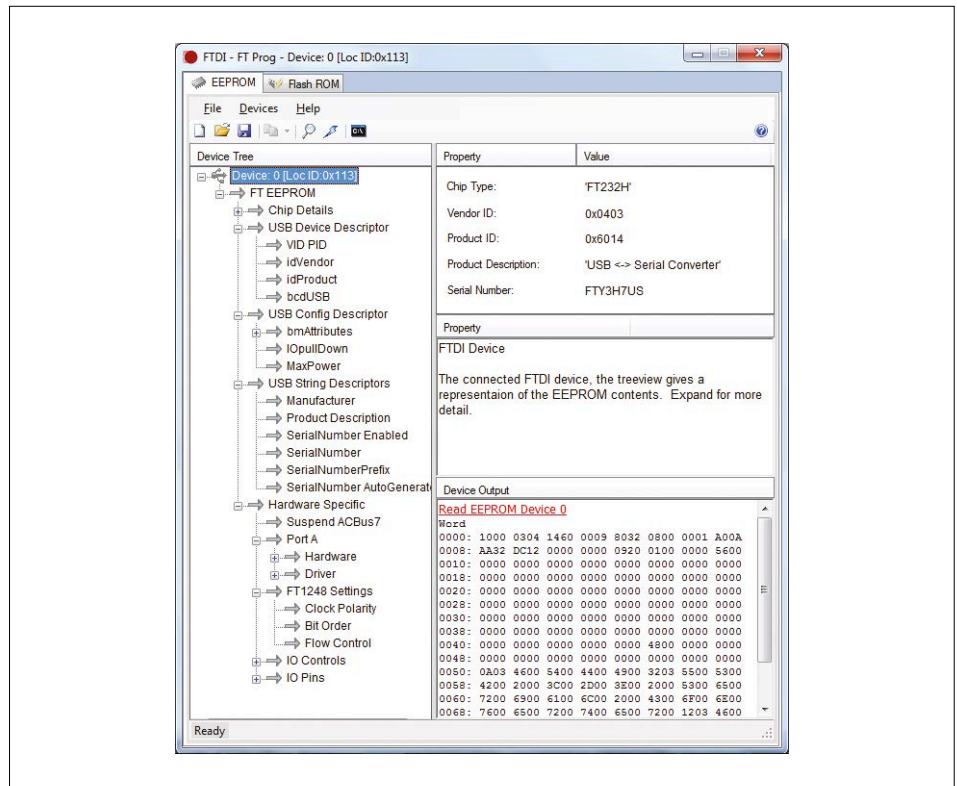 FTDI - FT Prog - Device: 0 [Loc ID:0x113]
EEPROM Flash ROM
File Devices Help
Device Tree
Device: 0 [Loc ID:0x113]
FT EEPROM
Chip Details
USB Device Descriptor
VID PID
idVendor
idProduct
bcdUSB
USB Config Descriptor
bmAttributes
IOpullDown
MaxPower
USB String Descriptors
Manufacturer
Product Description
SerialNumber Enabled
SerialNumber
SerialNumberPrefix
SerialNumber AutoGenerat
Hardware Specific
Suspend ACBus7
Port A
Hardware
Driver
FT1248 Settings
Clock Polarity
Bit Order
Flow Control
IO Controls
IO Pins
Property Value
Chip Type: 'FT232H'
Vendor ID: 0x0403
Product ID: 0x6014
Product Description: 'USB <-> Serial Converter'
Serial Number: FTY3H7US
Property
FTDI Device
The connected FTDI device, the treeview gives a
representaion of the EEPROM contents. Expand for more
detail.
Device Output
Read EEPROM Device 0
Word
0000: 1000 0304 1460 0009 8032 0800 0001 A00A
0008: AA32 DC12 0000 0000 0920 0100 0000 5600
0010: 0000 0000 0000 0000 0000 0000 0000 0000
0018: 0000 0000 0000 0000 0000 0000 0000 0000
0020: 0000 0000 0000 0000 0000 0000 0000 0000
0028: 0000 0000 0000 0000 0000 0000 0000 0000
0030: 0000 0000 0000 0000 0000 0000 0000 0000
0038: 0000 0000 0000 0000 0000 0000 0000 0000
0040: 0000 0000 0000 0000 0000 4800 0000 0000
0048: 0000 0000 0000 0000 0000 0000 0000 0000
0050: 0A03 4600 5400 4400 4900 3203 5500 5300
0058: 4200 2000 3C00 2D00 3E00 2000 5300 6500
0060: 7200 6900 6100 6C00 2000 4300 6F00 6E00
0068: 7600 6500 7200 7400 6500 7200 1203 4600
Ready